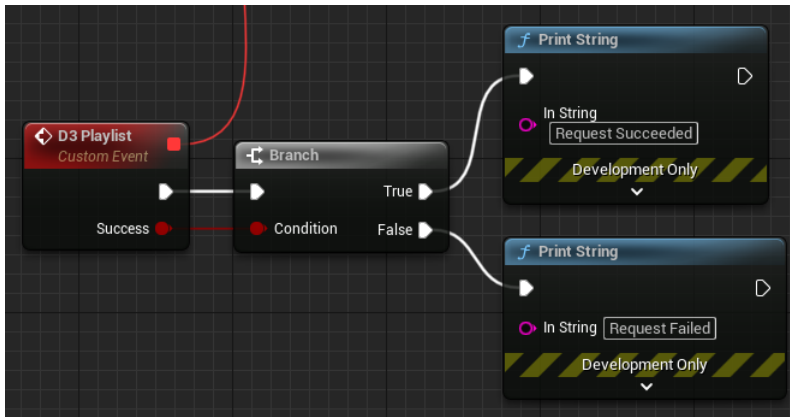 D3 Playlist
Custom Event
Success
Branch
True
Condition
False
f Print String
In String
Request Succeeded
Development Only
f Print String
In String Request Failed
Development Only